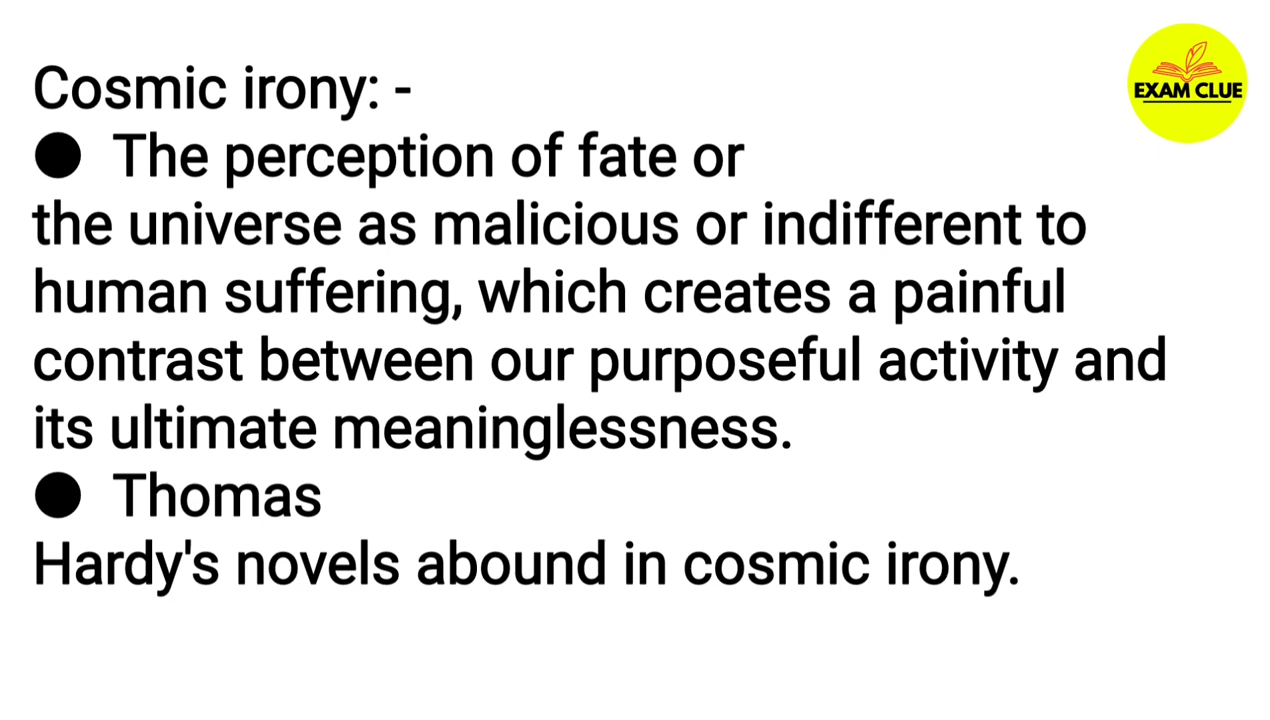 Cosmic irony: -
● The perception of fate or
the universe as malicious or indifferent to
human suffering, which creates a painful
contrast between our purposeful activity and
its ultimate meaninglessness.
● Thomas
Hardy's novels abound in cosmic irony.
EXAM CLUE